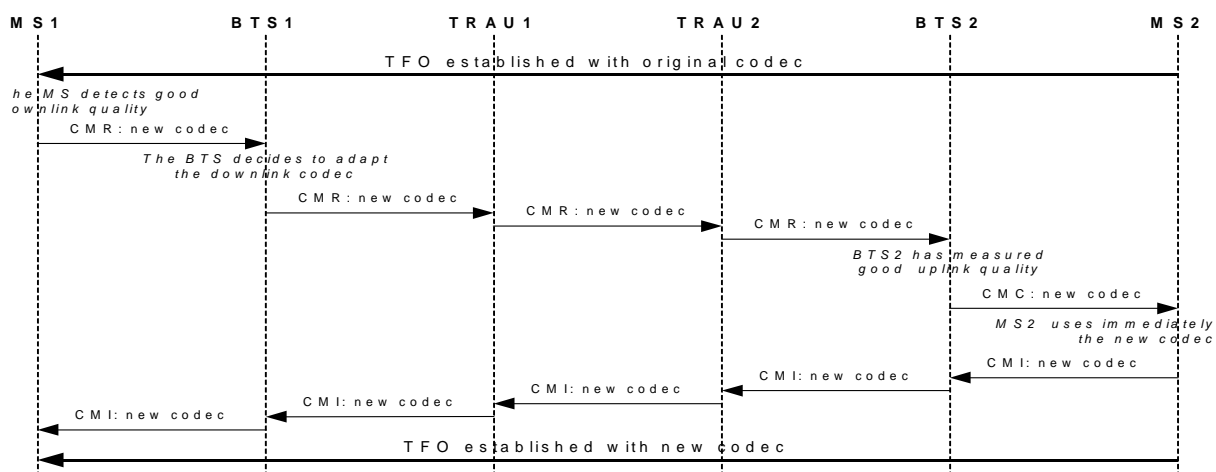 MS1 BTS1 TRAU1 TRAU2 BTS2 MS2
TFO established with original codec
he MS detects good
ownlink quality
CMR: new codec
The BTS decides to adapt
the downlink codec
CMR: new codec
CMR: new codec
CMR: new codec
BTS2 has measured
good uplink quality
CMC: new codec
MS2 uses immediately
the new codec
CMI: new codec
CMI: new codec
CMI: new codec
CMI: new codec
CMI: new codec
TFO established with new codec